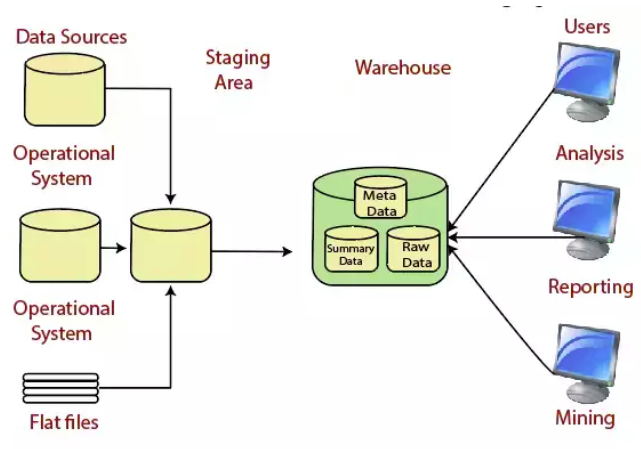 Data Sources
Operational
System
Operational
System
Flat files
Staging
Area
Warehouse
Meta
Data
Summary
Data
Raw
Data
Users
Analysis
Reporting
Mining